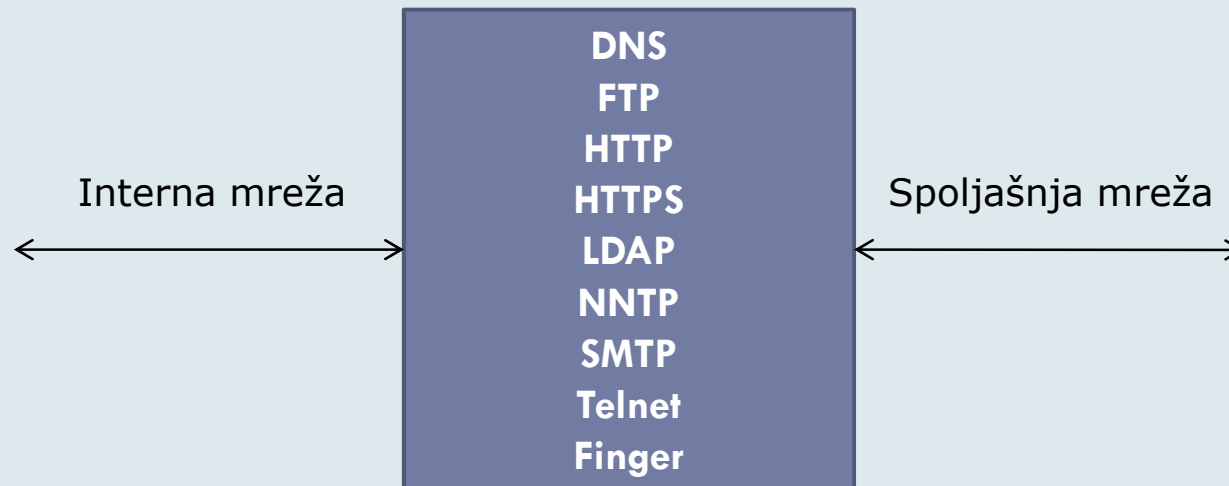 Interna mreža
DNS
FTP
HTTP
HTTPS
LDAP
NNTP
SMTP
Telnet
Finger
Spoljašnja mreža